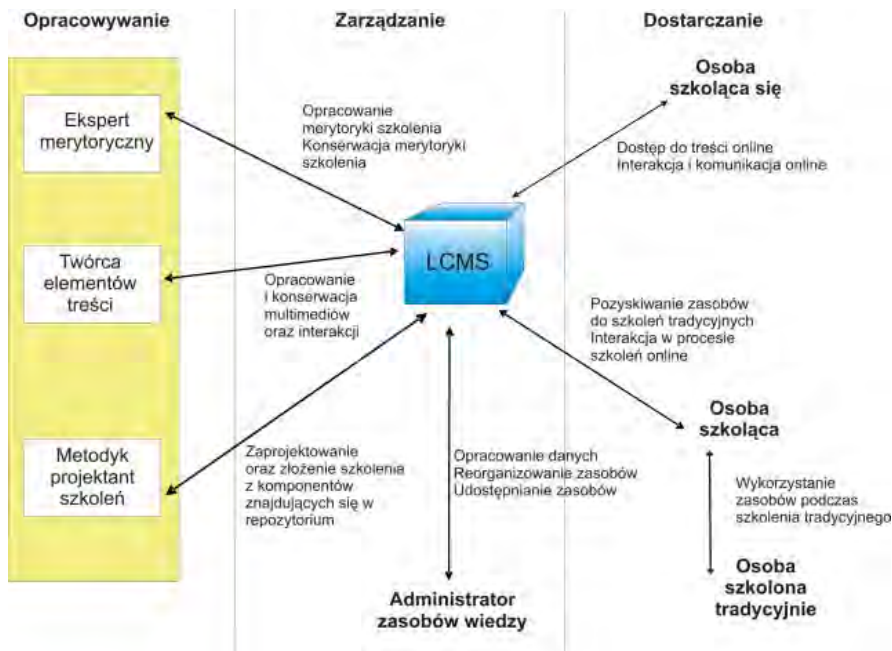 Opracowywanie
Zarządzanie
Dostarczanie
Ekspert
merytoryczny
Twórca
elementów
treści
Metodyk
projektant
szkoleń
Opracowanie
merytoryki szkolenia
Konserwacja merytoryki
szkolenia
LCMS
Opracowanie
i konserwacja
multimediów
oraz interakcji
Zaprojektowanie
oraz złożenie szkolenia
z komponentów
znajdujących się w
repozytorium
Opracowanie danych
Reorganizowanie zasobów
Udostępnianie zasobów
Administrator
zasobów wiedzy
Osoba
szkoląca się
Dostęp do treści online
Interakcja i komunikacja online
Pozyskiwanie zasobów
do szkoleń tradycyjnych
Interakcja w procesie
szkoleń online
Osoba
szkoląca
Wykorzystanie
zasobów podczas
szkolenia tradycyjnego
Osoba
szkolona
tradycyjnie